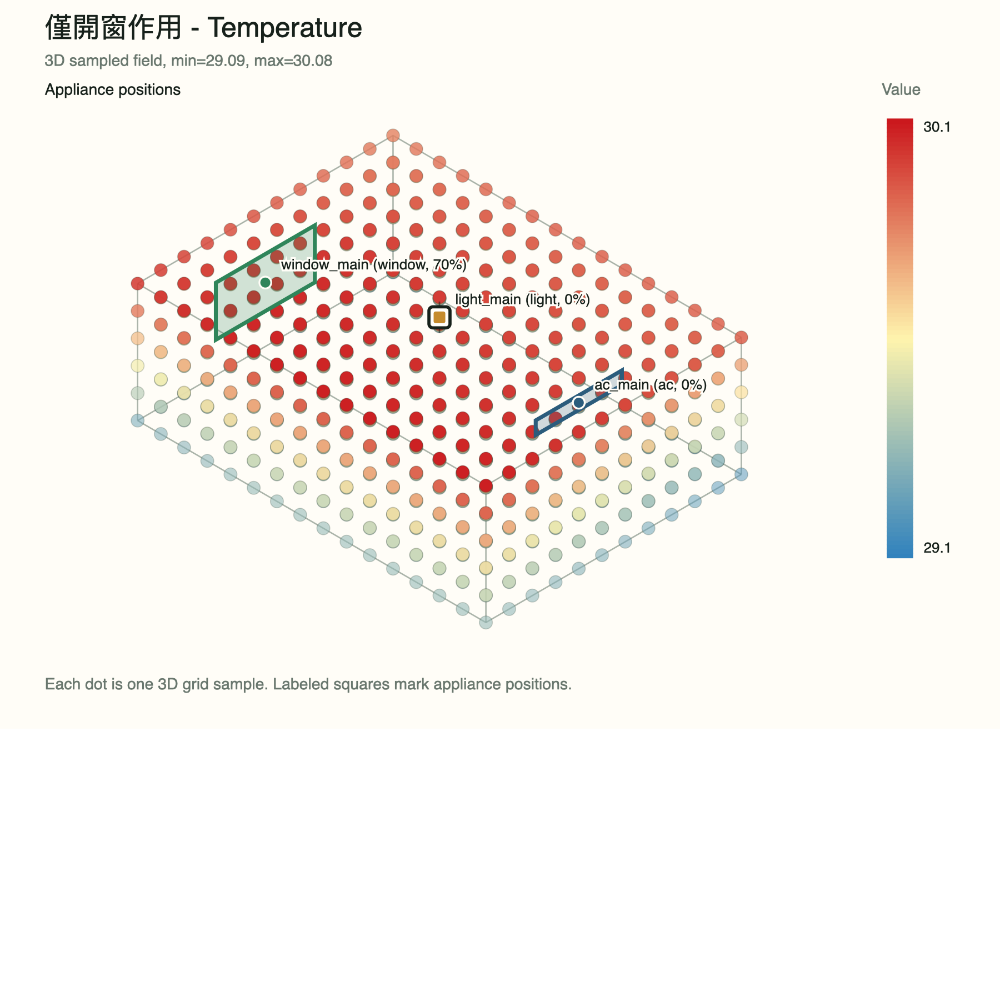 僅開窗作用 - Temperature
3D sampled field, min=29.09, max=30.08
Appliance positions
Value
30.1
window_main (window, 70%)
light_main (light, 0%)
ac_main (ac, 0%)
29.1
Each dot is one 3D grid sample. Labeled squares mark appliance positions.